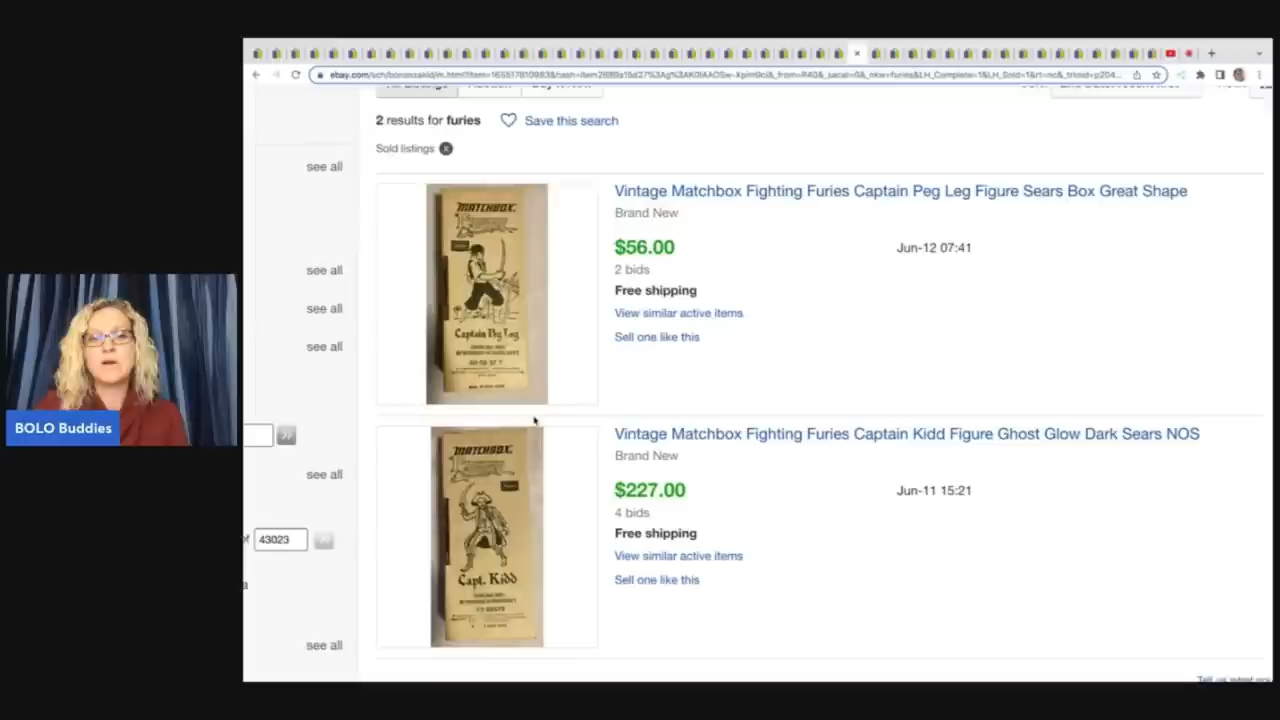 2 results for furies
Save this search
Sold listings
see all
Vintage Matchbox Fighting Furies Captain Peg Leg Figure Sears Box Great Shape
Brand New
$56.00
Jun-12 07:41
2 bids
Free shipping
View similar active items
Sell one like this
MATCHBOX
Captain Peg Leg
see all
see all
see all
BOLO Buddies
Vintage Matchbox Fighting Furies Captain Kidd Figure Ghost Glow Dark Sears NOS
Brand New
$227.00
Jun-11 15:21
4 bids
Free shipping
View similar active items
Sell one like this
MATCHBOX
Capt. Kidd
see all
43023
see all